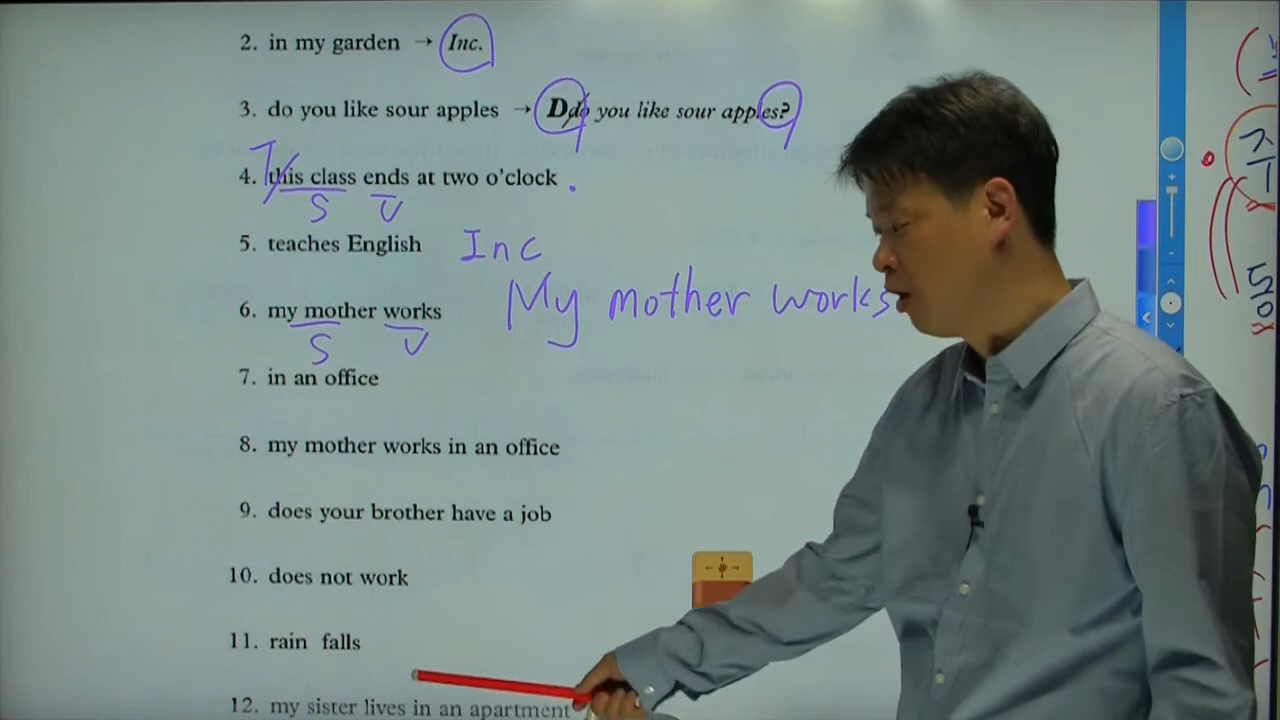 2. in my garden → Inc.
3. do you like sour apples → Ddo you like sour apples?
4. T this class ends at two o'clock .
S V
5. teaches English Inc
6. my mother works My mother works
S V
7. in an office
8. my mother works in an office
9. does your brother have a job
10. does not work
11. rain falls
12. my sister lives in an apartment